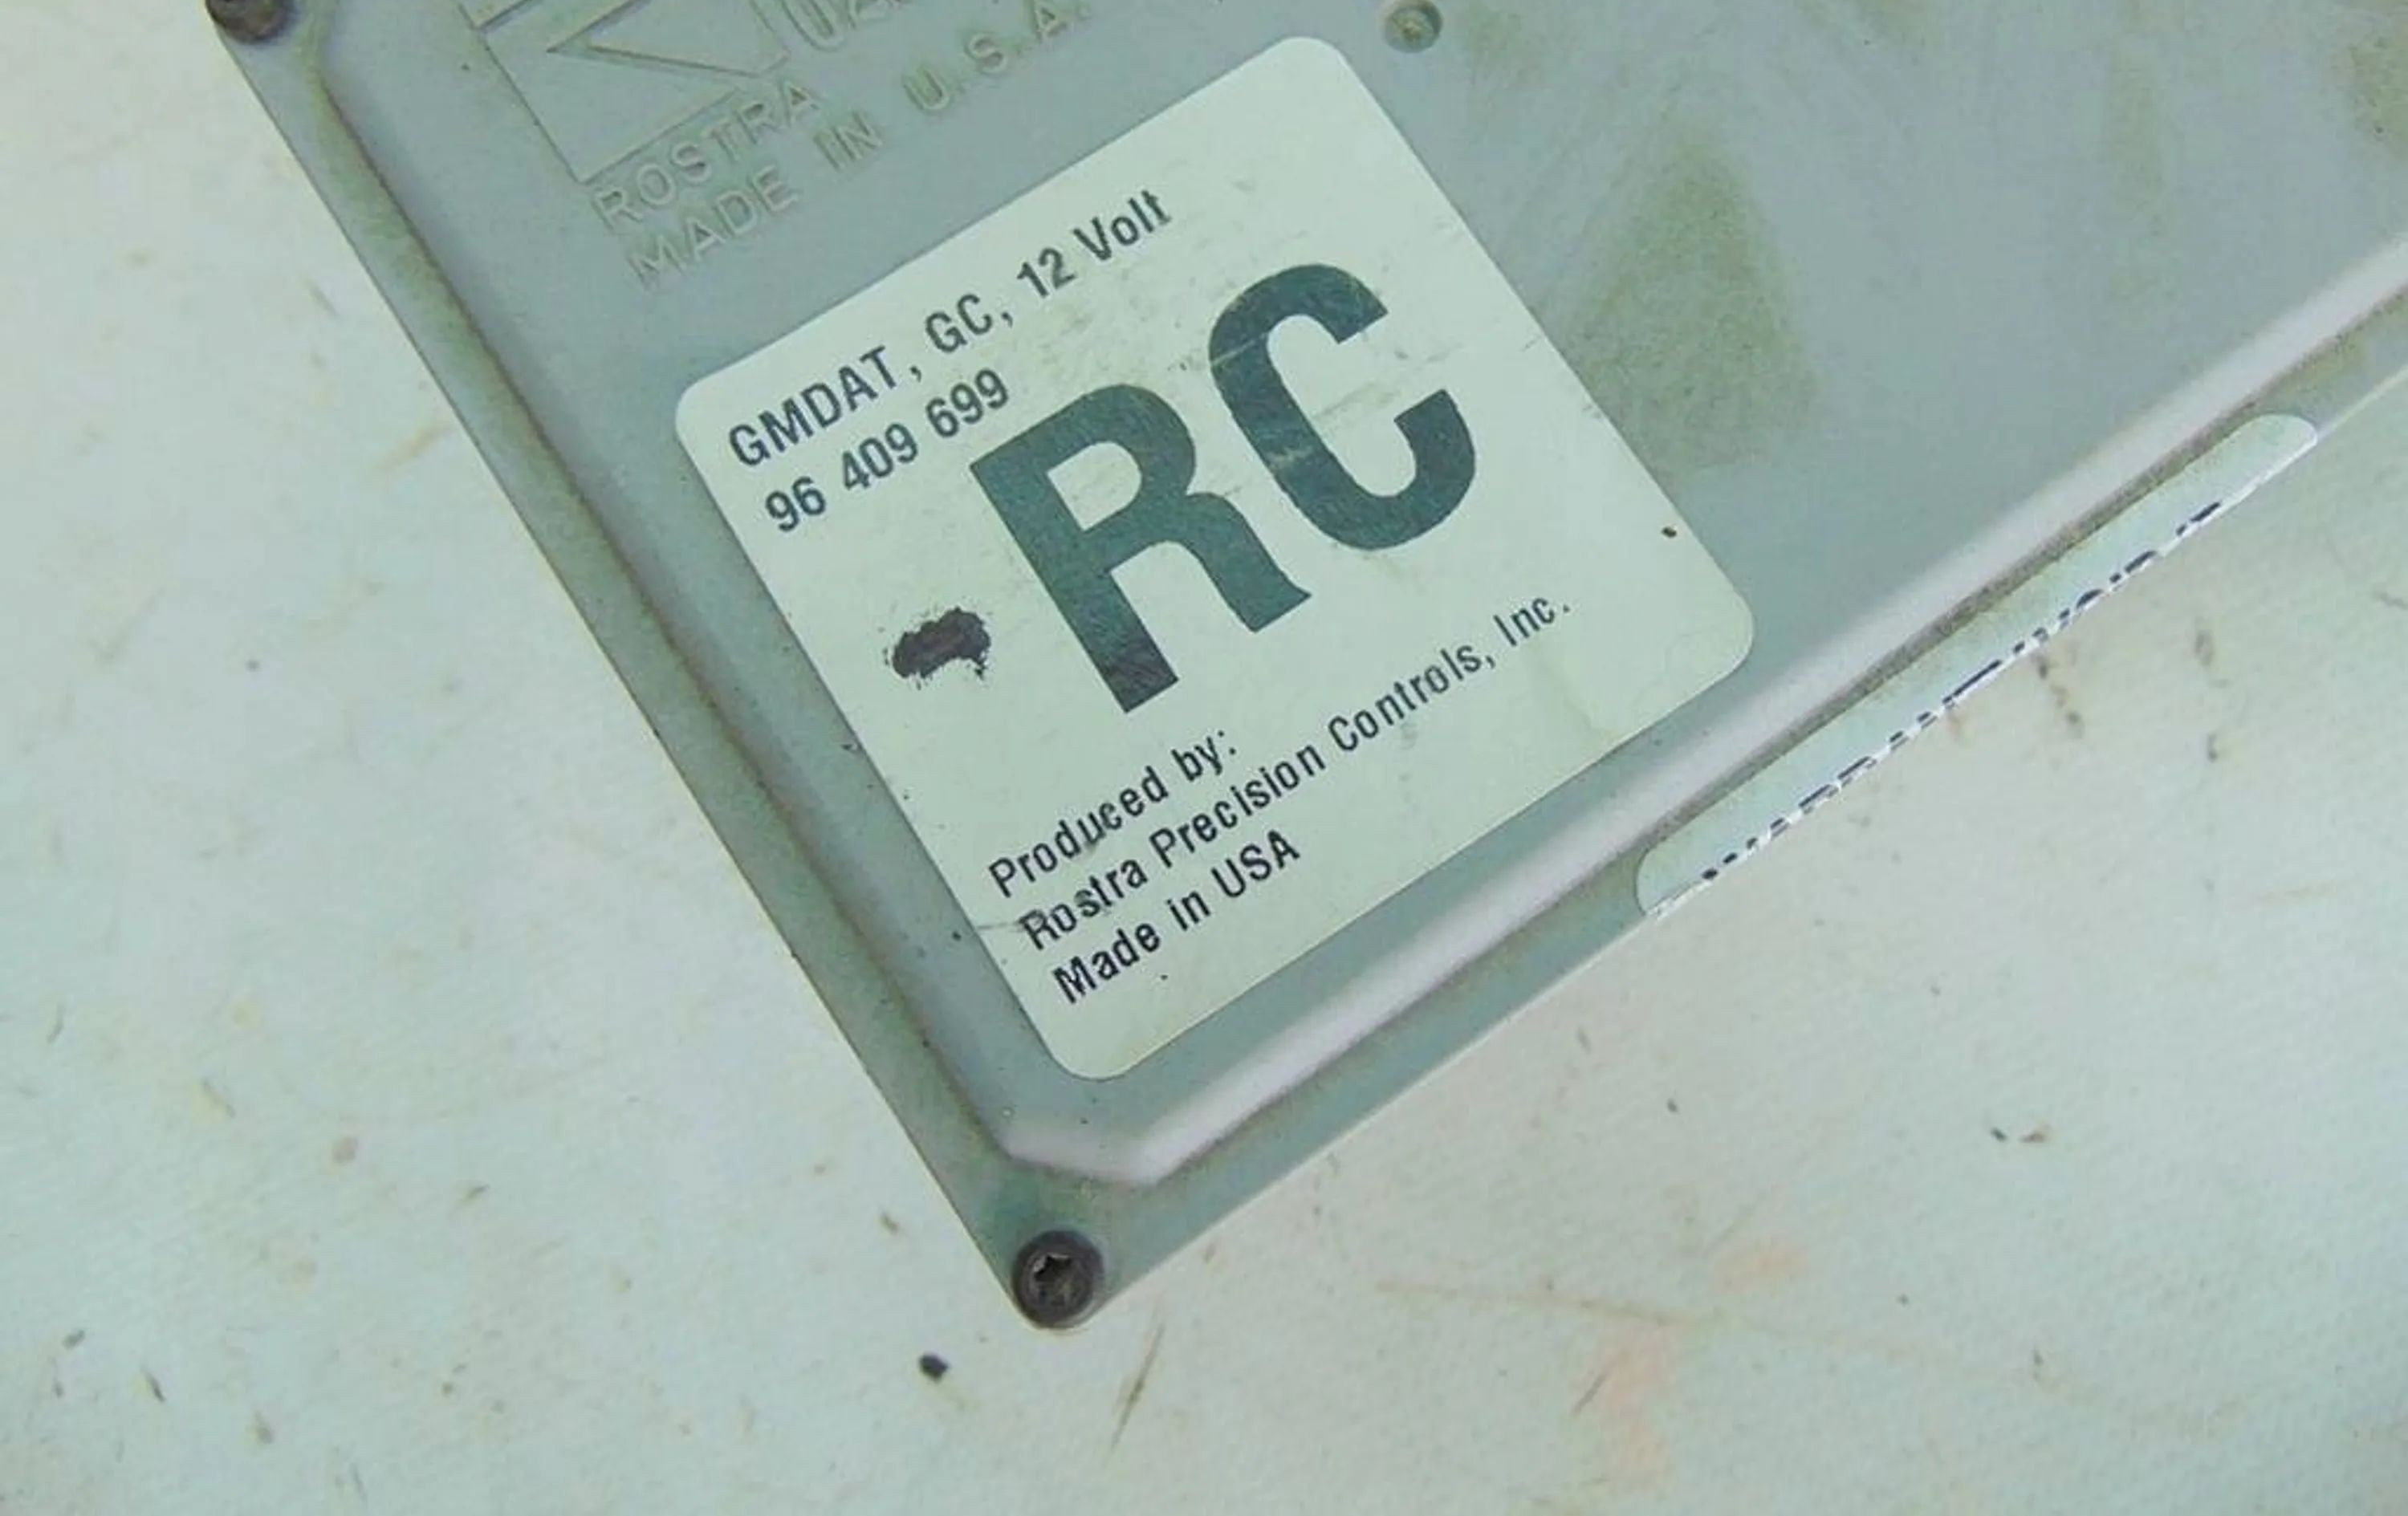 ROSTRA
MADE IN U.S.A.
GMDAT, GC, 12 Volt
96 409 699
RC
Produced by:
Rostra Precision Controls, Inc.
Made in USA